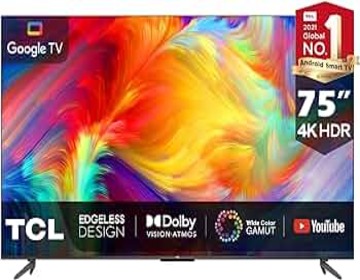 Google TV
TCL
2021
Global
NO.1
Android Smart TV
75"
4K HDR
TCL
EDGELESS
DESIGN
Dolby
VISION·ATMOS
Wide Color
GAMUT
YouTube